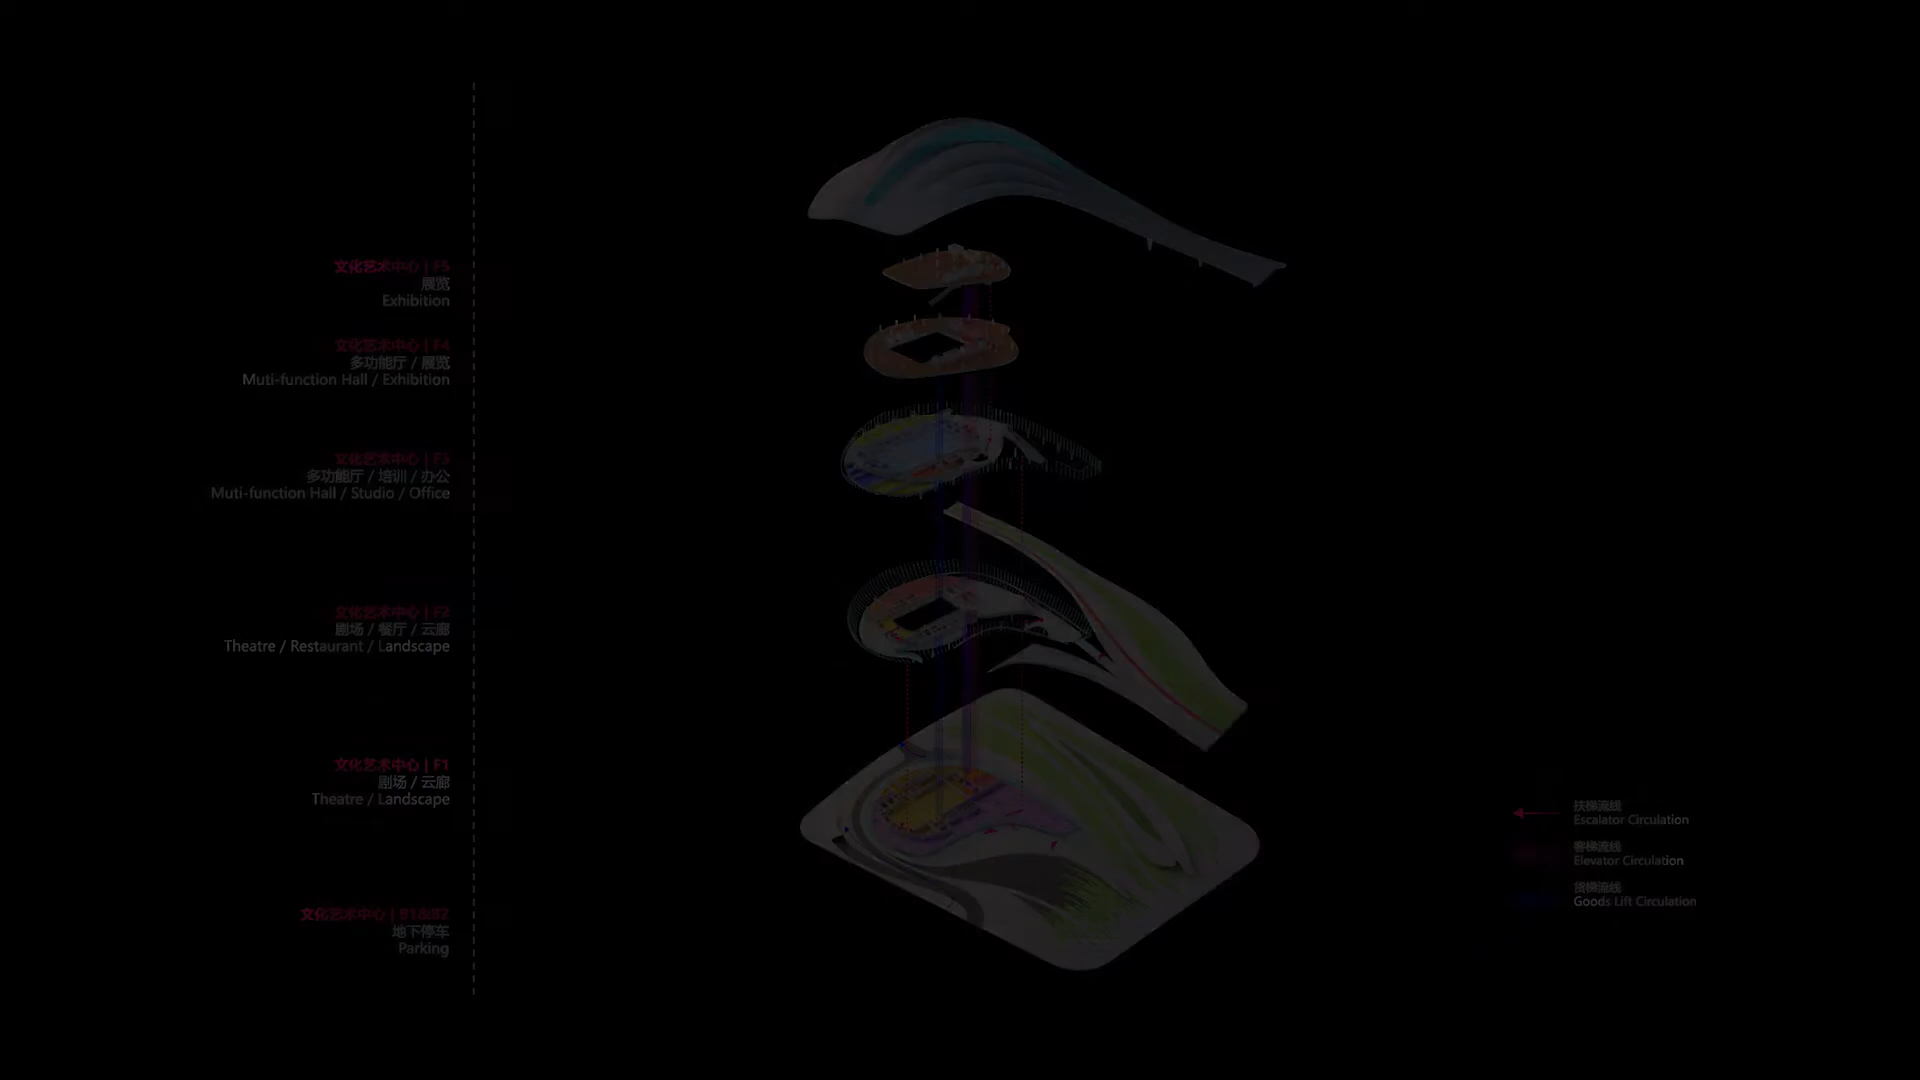 文化艺术中心 | F5
展览
Exhibition
文化艺术中心 | F4
多功能厅 / 展览
Muti-function Hall / Exhibition
文化艺术中心 | F3
多功能厅 / 培训 / 办公
Muti-function Hall / Studio / Office
文化艺术中心 | F2
剧场 / 餐厅 / 云廊
Theatre / Restaurant / Landscape
文化艺术中心 | F1
剧场 / 云廊
Theatre / Landscape
文化艺术中心 | B1&B2
地下停车
Parking
扶梯流线
Escalator Circulation
客梯流线
Elevator Circulation
货梯流线
Goods Lift Circulation